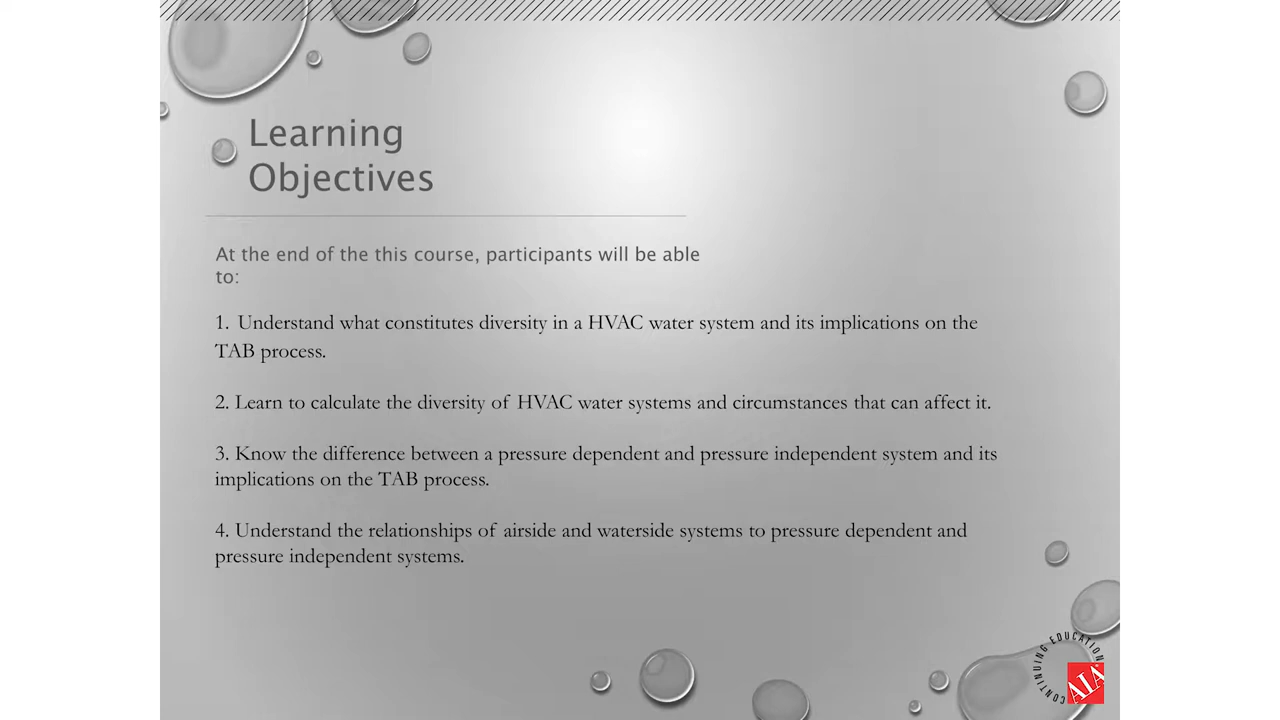 Learning
Objectives
At the end of the this course, participants will be able
to:
1. Understand what constitutes diversity in a HVAC water system and its implications on the
TAB process.
2. Learn to calculate the diversity of HVAC water systems and circumstances that can affect it.
3. Know the difference between a pressure dependent and pressure independent system and its
implications on the TAB process.
4. Understand the relationships of airside and waterside systems to pressure dependent and
pressure independent systems.
CONTINUING EDUCATION
AIA